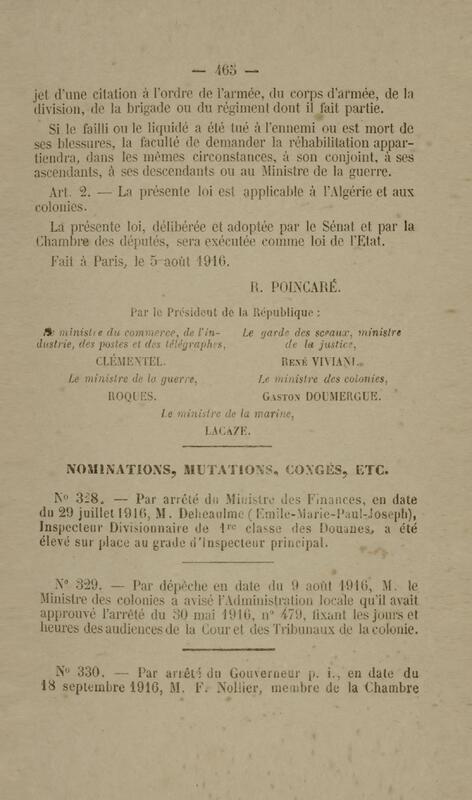 — 465 —
jet d'une citation à l'ordre de l'armée, du corps d'armée, de la
division, de la brigade ou du régiment dont il fait partie.
Si le failli ou le liquidé a été tué à l'ennemi ou est mort de
ses blessures, la faculté de demander la réhabilitation appar-
tiendra, dans les mêmes circonstances, à son conjoint, à ses
ascendants, à ses descendants ou au Ministre de la guerre.
Art. 2. — La présente loi est applicable à l'Algérie et aux
colonies.
La présente loi, délibérée et adoptée par le Sénat et par la
Chambre des députés, sera exécutée comme loi de l'Etat.
Fait à Paris, le 5 août 1916.
R. POINCARÉ.
Par le Président de la République :
ministre du commerce, de l'in-
dustrie, des postes et des télégraphes,
CLÉMENTEL.
Le garde des sceaux, ministre
de la justice,
RENÉ VIVIANI.
Le ministre de la guerre,
ROQUES.
Le ministre des colonies,
GASTON DOUMERGUE.
Le ministre de la marine,
LACAZE.
NOMINATIONS, MUTATIONS, CONGÉS, ETC.
N° 328. — Par arrêté du Ministre des Finances, en date
du 29 juillet 1916, M. Deheaulme (Emile-Marie-Paul-Joseph),
Inspecteur Divisionnaire de 1re classe des Douanes, a été
élevé sur place au grade d'Inspecteur principal.
N° 329. — Par dépêche en date du 9 août 1916, M. le
Ministre des colonies a avisé l'Administration locale qu'il avait
approuvé l'arrêté du 30 mai 1916, n° 479, fixant les jours et
heures des audiences de la Cour et des Tribunaux de la colonie.
N° 330. — Par arrêté du Gouverneur p. i., en date du
18 septembre 1916, M. F. Nollier, membre de la Chambre